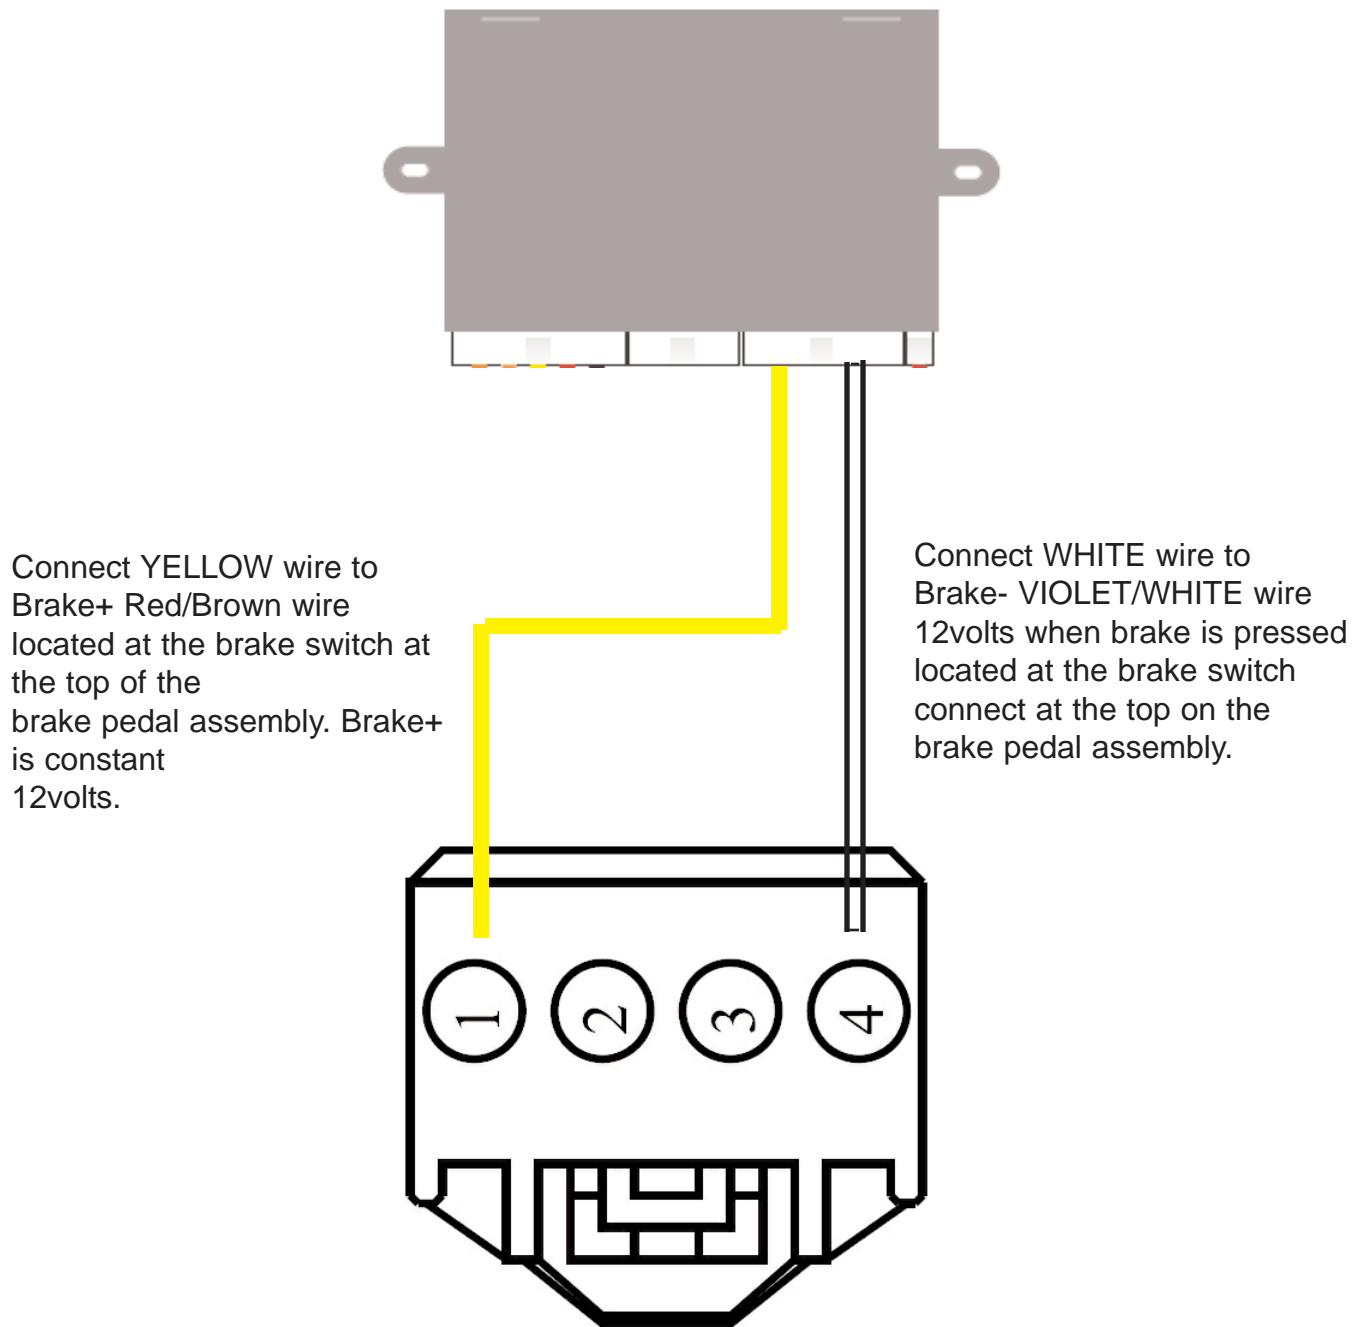 Connect YELLOW wire to
Brake+ Red/Brown wire
located at the brake switch at
the top of the
brake pedal assembly. Brake+
is constant
12volts.
Connect WHITE wire to
Brake- VIOLET/WHITE wire
12volts when brake is pressed
located at the brake switch
connect at the top on the
brake pedal assembly.
1 2 3 4